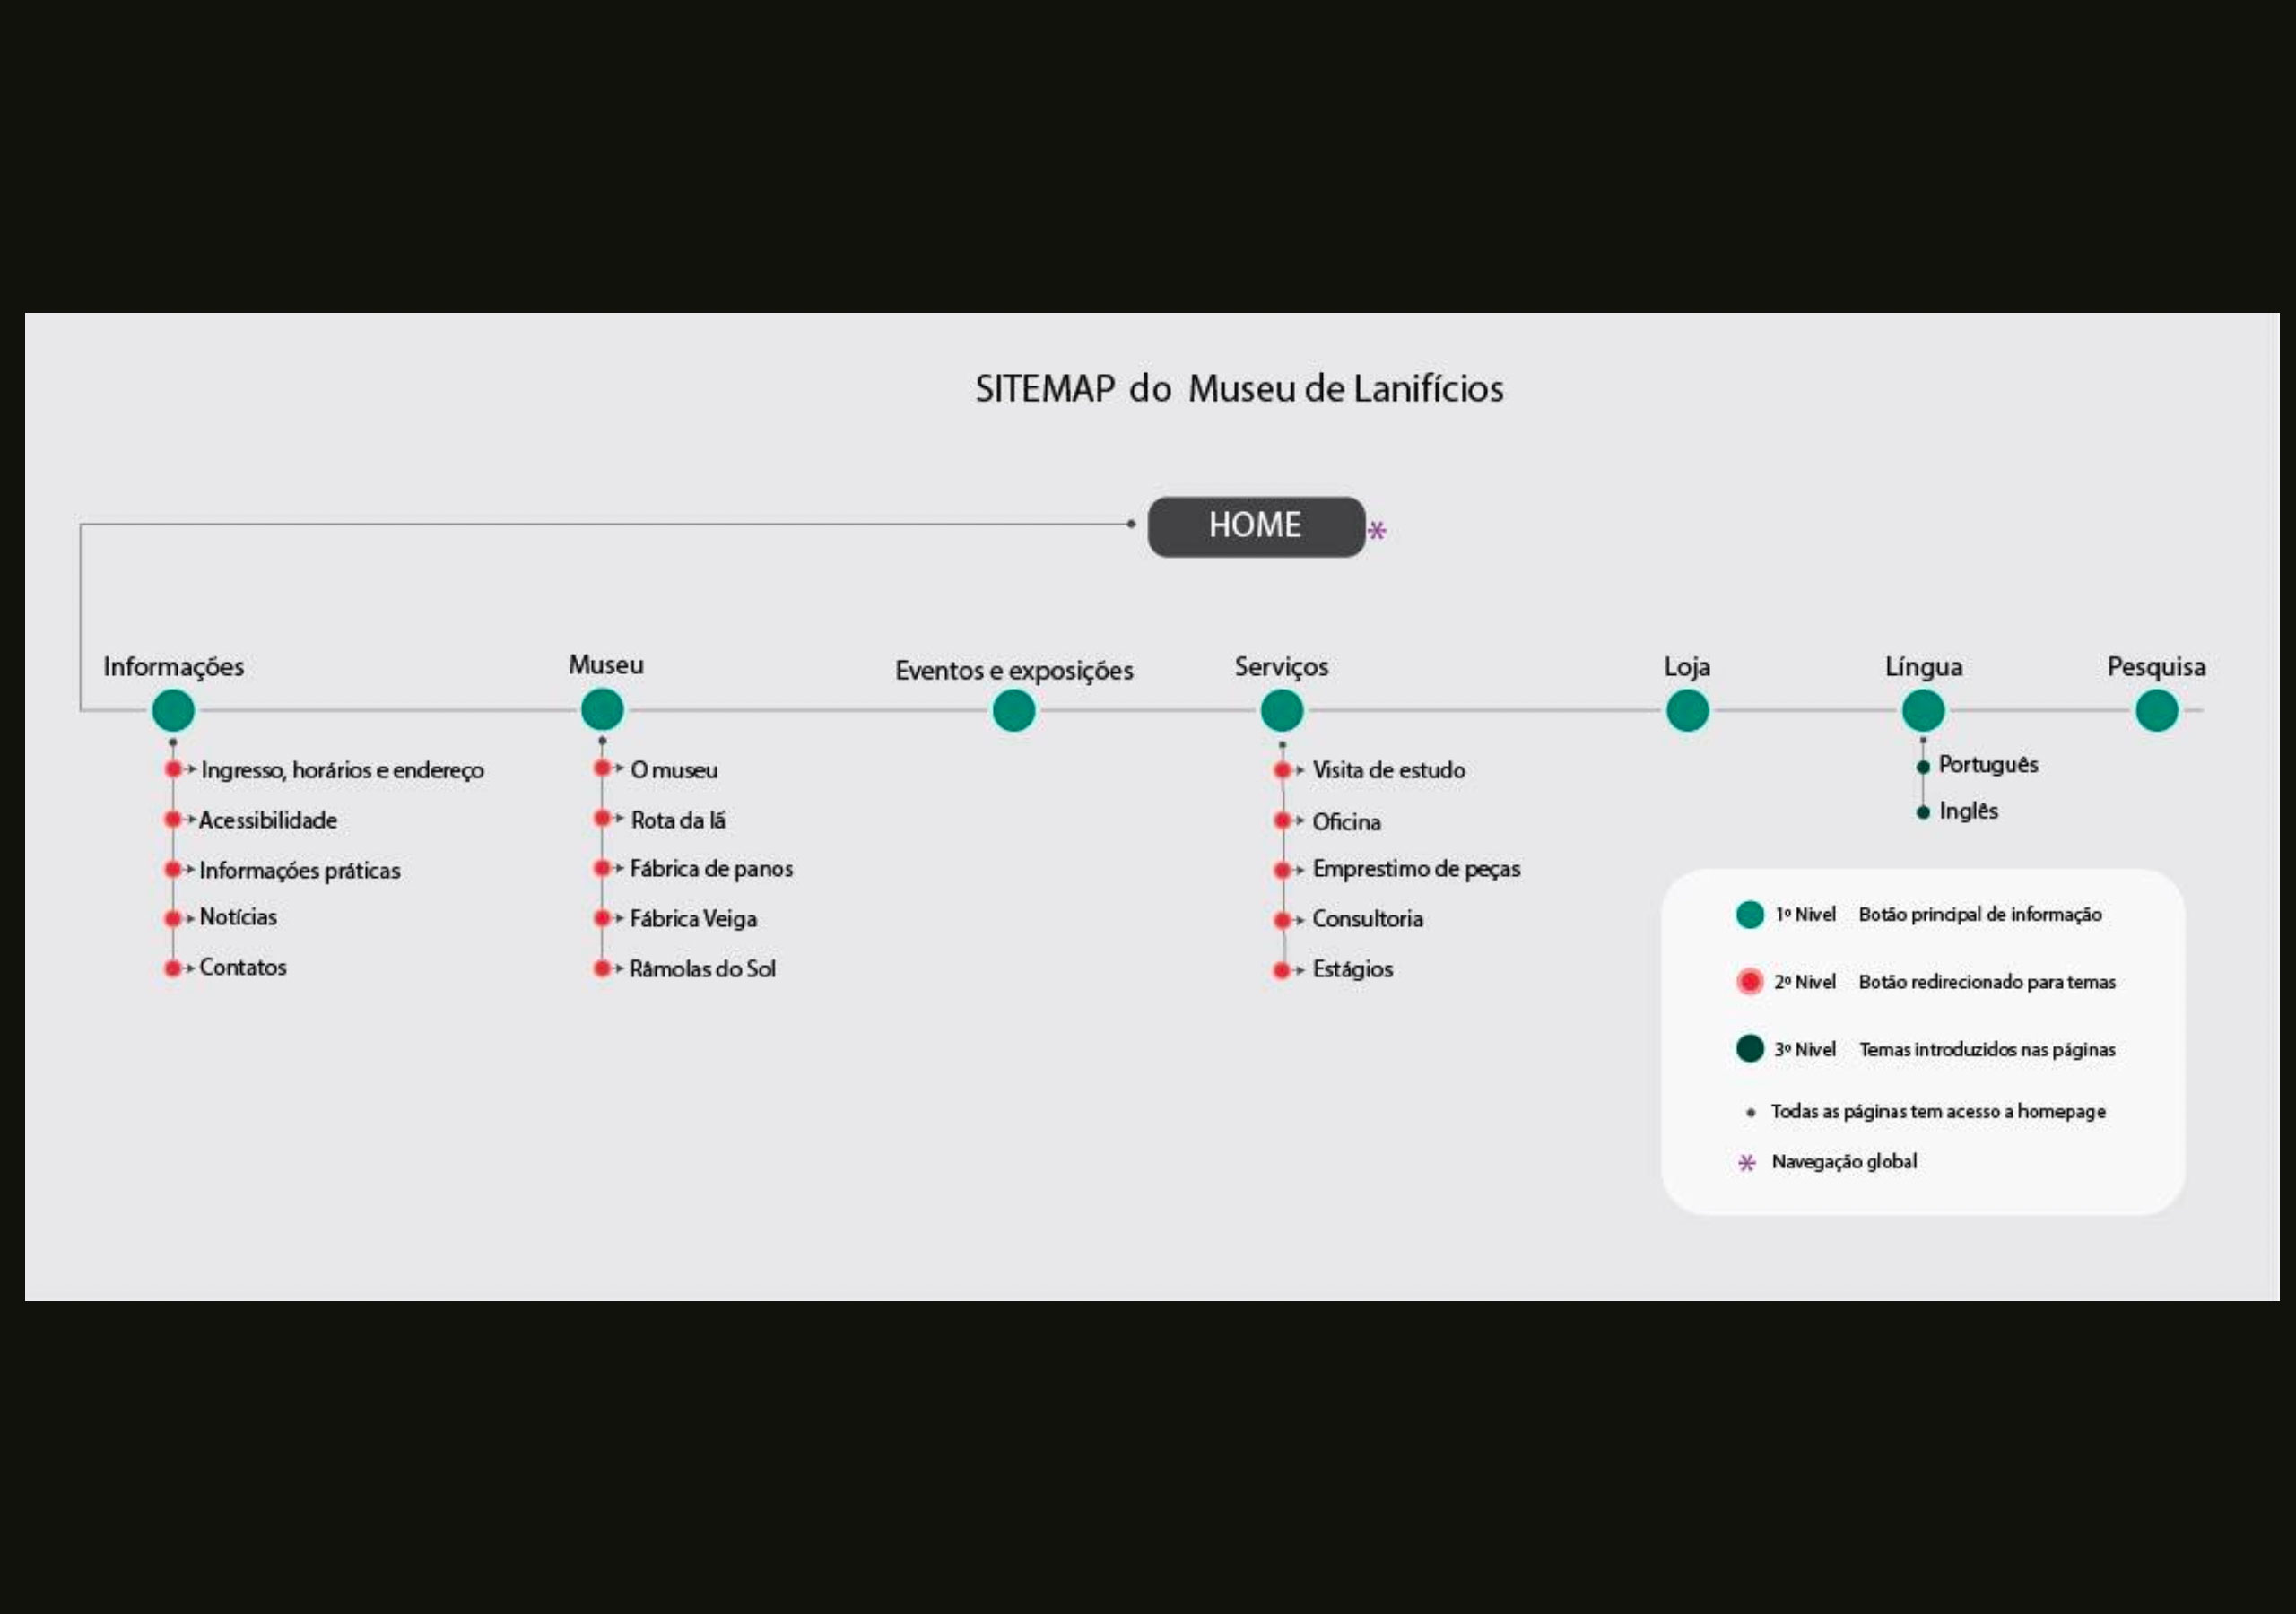 SITEMAP do Museu de Lanifícios
HOME
*
Informações
Museu
Eventos e exposições
Serviços
Loja
Língua
Pesquisa
Ingresso, horários e endereço
Acessibilidade
Informações práticas
Notícias
Contatos
O museu
Rota da lã
Fábrica de panos
Fábrica Veiga
Râmolas do Sol
Visita de estudo
Oficina
Emprestimo de peças
Consultoria
Estágios
Português
Inglês
1º Nivel Botão principal de informação
2º Nivel Botão redirecionado para temas
3º Nivel Temas introduzidos nas páginas
Todas as páginas tem acesso a homepage
* Navegação global